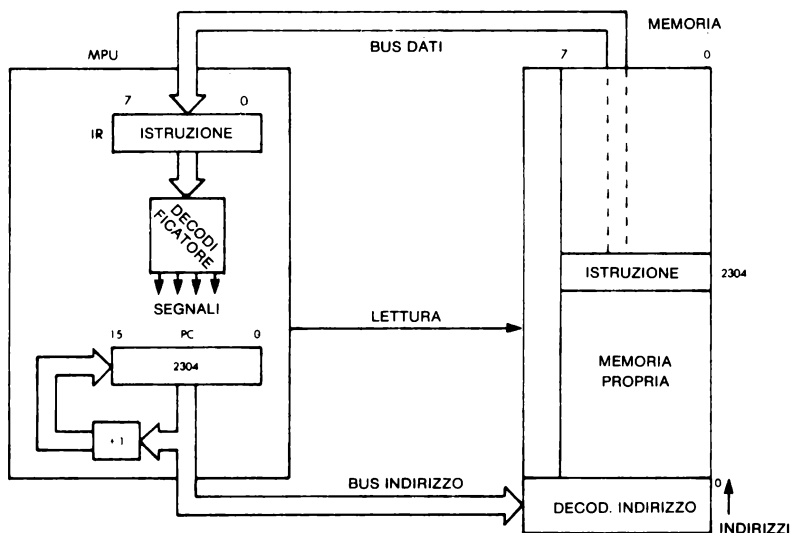 MEMORIA
BUS DATI
MPU
7 0
7 0
IR ISTRUZIONE
DECODI
FICATORE
ISTRUZIONE 2304
SEGNALI
LETTURA
15 PC 0
2304
MEMORIA
PROPRIA
+ 1
BUS INDIRIZZO
0
DECOD. INDIRIZZO
INDIRIZZI